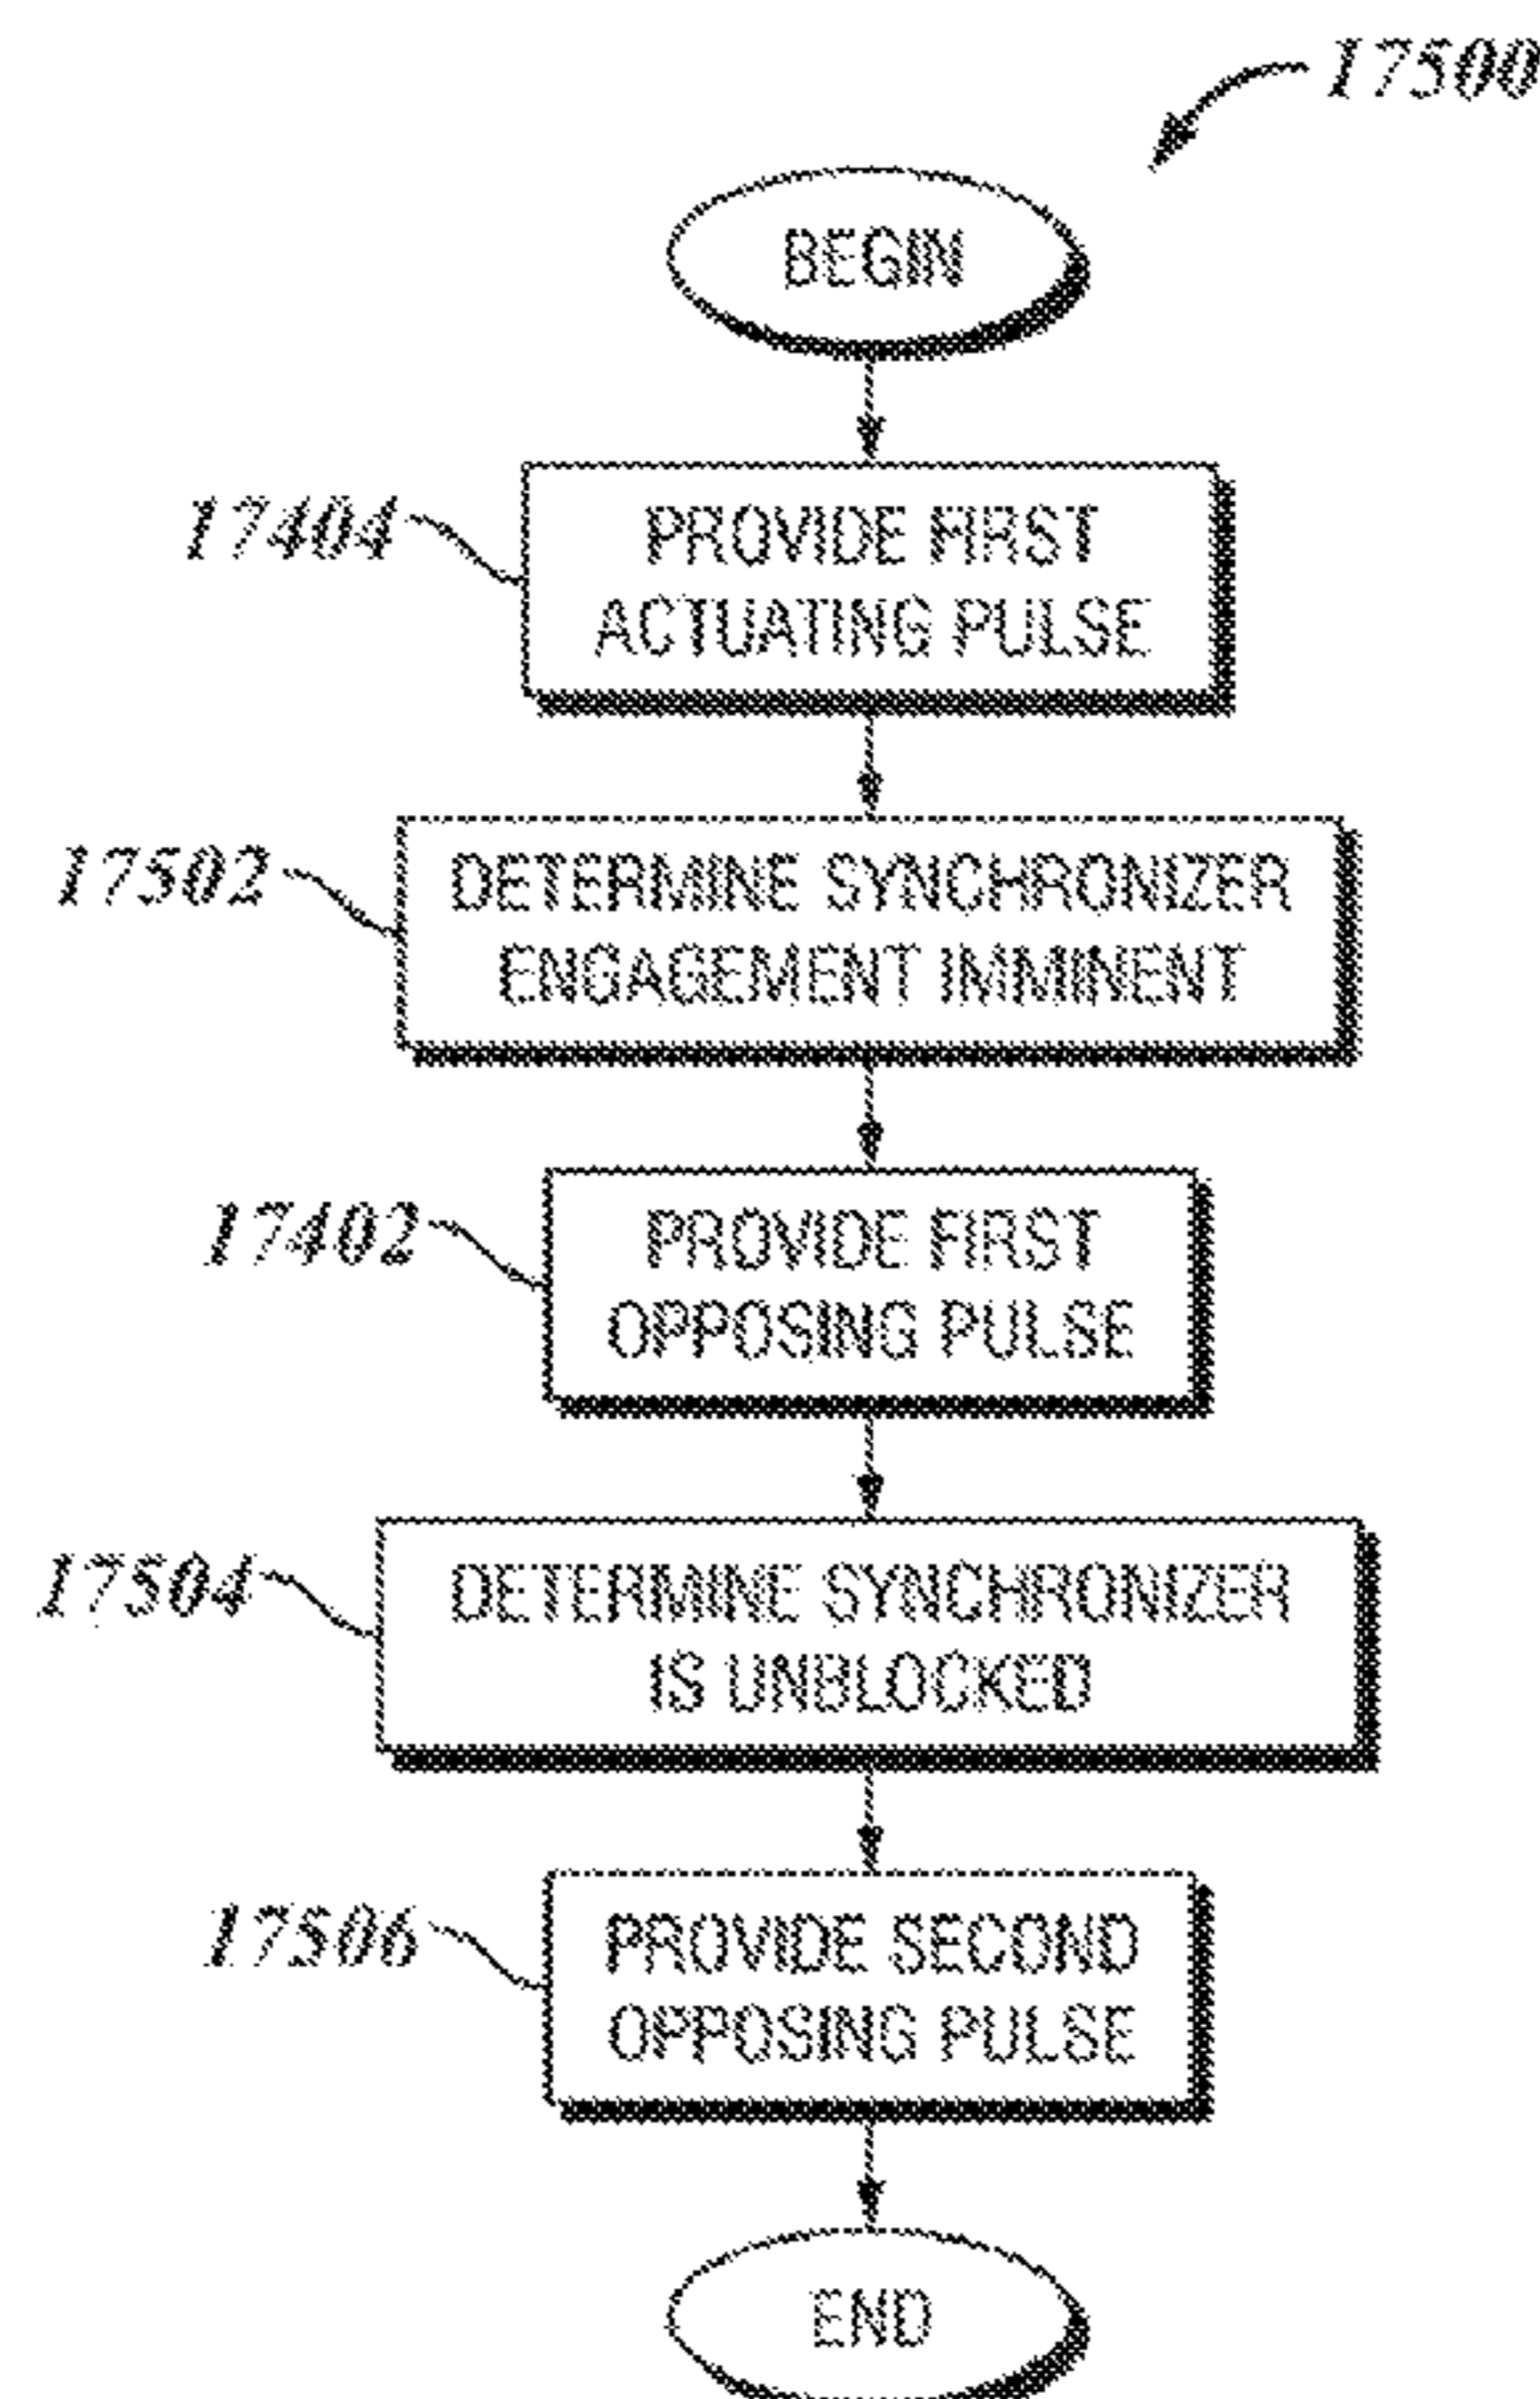 17500
BEGIN
17404
PROVIDE FIRST
ACTUATING PULSE
17502
DETERMINE SYNCHRONIZER
ENGAGEMENT IMMINENT
17402
PROVIDE FIRST
OPPOSING PULSE
17504
DETERMINE SYNCHRONIZER
IS UNBLOCKED
17506
PROVIDE SECOND
OPPOSING PULSE
END